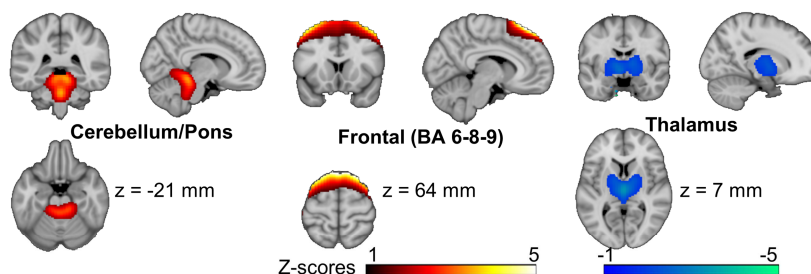 Cerebellum/Pons
Frontal (BA 6-8-9)
Thalamus
z = -21 mm
z = 64 mm
z = 7 mm
Z-scores
1
5
-1
-5